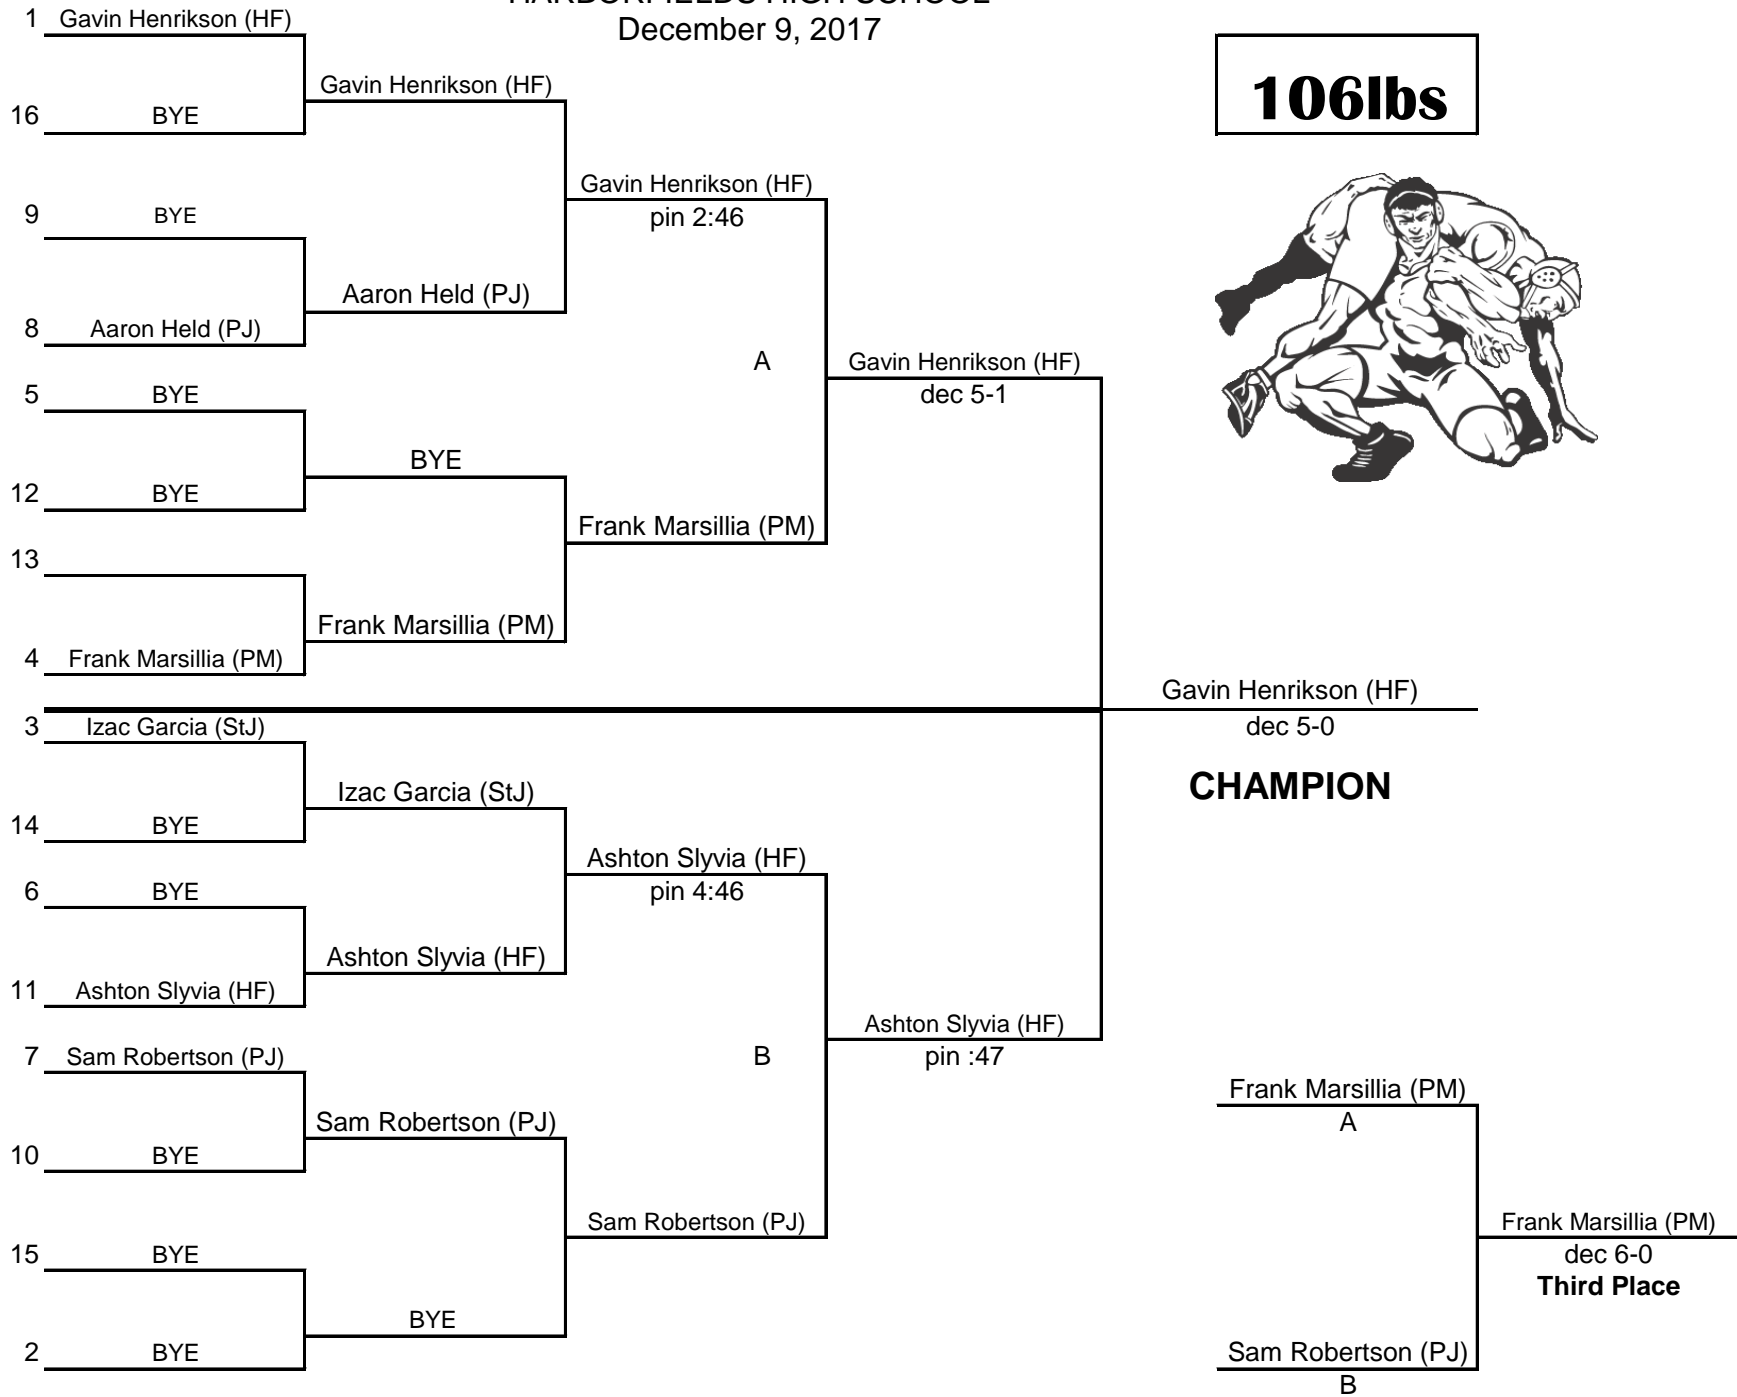 HARBORFIELDS HIGH SCHOOL
December 9, 2017
106lbs
1 Gavin Henrikson (HF)
Gavin Henrikson (HF)
16 BYE
Gavin Henrikson (HF)
pin 2:46
9 BYE
Aaron Held (PJ)
8 Aaron Held (PJ)
A
Gavin Henrikson (HF)
dec 5-1
5 BYE
BYE
12 BYE
Frank Marsillia (PM)
13
Frank Marsillia (PM)
4 Frank Marsillia (PM)
Gavin Henrikson (HF)
dec 5-0
CHAMPION
3 Izac Garcia (StJ)
Izac Garcia (StJ)
14 BYE
Ashton Slyvia (HF)
pin 4:46
6 BYE
Ashton Slyvia (HF)
11 Ashton Slyvia (HF)
Ashton Slyvia (HF)
B
pin :47
7 Sam Robertson (PJ)
Sam Robertson (PJ)
10 BYE
Sam Robertson (PJ)
15 BYE
BYE
2 BYE
Frank Marsillia (PM)
A
Frank Marsillia (PM)
dec 6-0
Third Place
Sam Robertson (PJ)
B